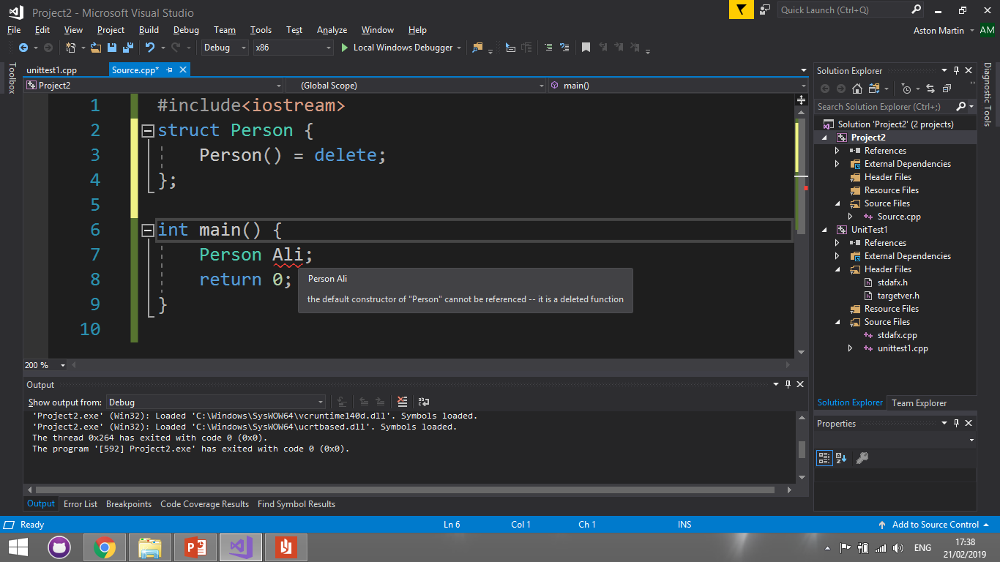 Project2 - Microsoft Visual Studio
Quick Launch (Ctrl+Q)
File Edit View Project Build Debug Team Tools Test Analyze Window Help
Aston Martin AM
Debug x86 Local Windows Debugger
Toolbox
unittest1.cpp Source.cpp*
Project2 (Global Scope) main()
1 #include<iostream>
2 struct Person {
3 Person() = delete;
4 };
5
6 int main() {
7 Person Ali;
8 return 0;
9 }
10
Person Ali
the default constructor of "Person" cannot be referenced -- it is a deleted function
200 %
Output
Show output from: Debug
'Project2.exe' (Win32): Loaded 'C:\Windows\SysWOW64\vcruntime140d.dll'. Symbols loaded.
'Project2.exe' (Win32): Loaded 'C:\Windows\SysWOW64\ucrtbased.dll'. Symbols loaded.
The thread 0x264 has exited with code 0 (0x0).
The program '[592] Project2.exe' has exited with code 0 (0x0).
Output Error List Breakpoints Code Coverage Results Find Symbol Results
Solution Explorer
Search Solution Explorer (Ctrl+;)
Solution 'Project2' (2 projects)
Project2
References
External Dependencies
Header Files
Resource Files
Source Files
Source.cpp
UnitTest1
References
External Dependencies
Header Files
stdafx.h
targetver.h
Resource Files
Source Files
stdafx.cpp
unittest1.cpp
Solution Explorer Team Explorer
Properties
Diagnostic Tools
Ready Ln 6 Col 1 Ch 1 INS Add to Source Control
ENG
17:38
21/02/2019